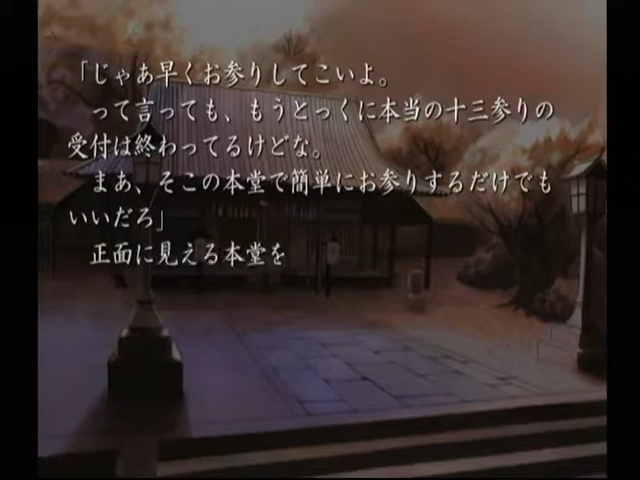 「じゃあ早くお参りしてこいよ。
って言っても、もうとっくに本当の十三参りの
受付は終わってるけどな。
まあ、そこの本堂で簡単にお参りするだけでも
いいだろ」
正面に見える本堂を